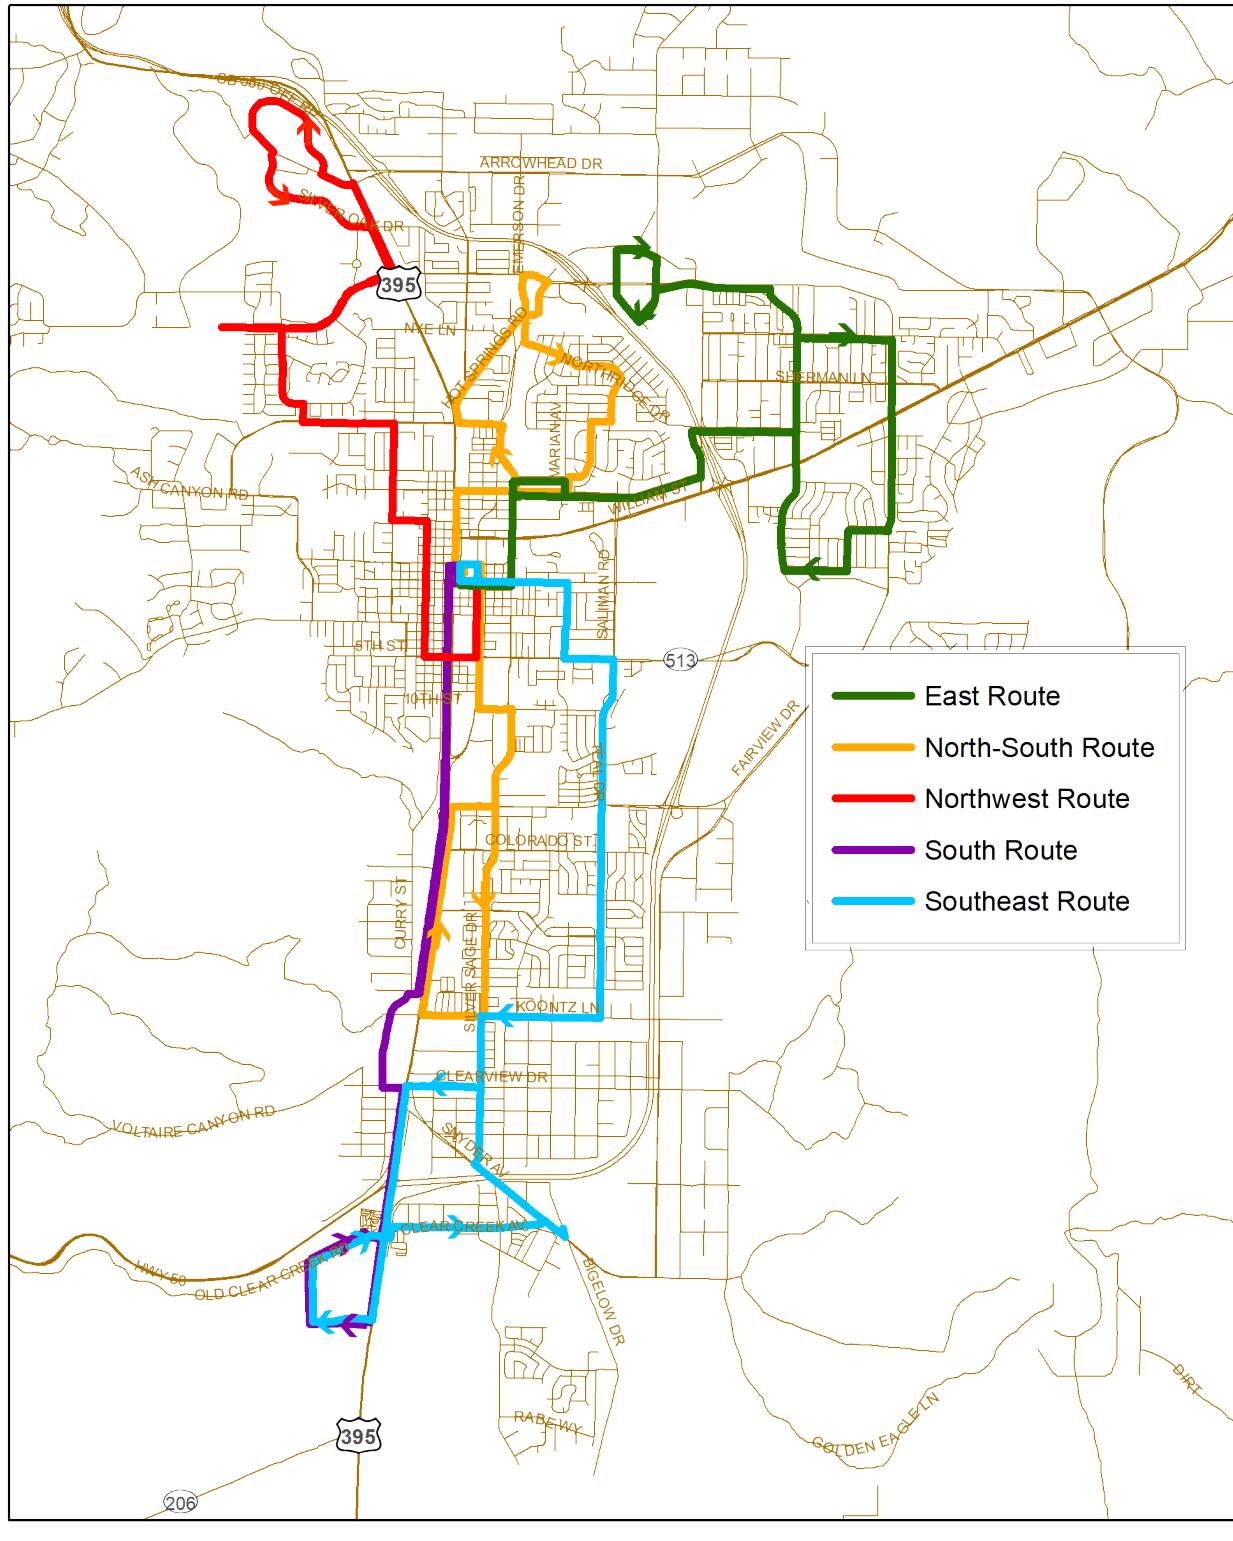 SB 580 OFF RD
ARROWHEAD DR
EMERSON DR
SILVER OAK DR
395
NYE LN
HOT SPRINGS RD
NORTHRIDGE DR
SHERMAN LN
MARIAN AV
ASH CANYON RD
WILLIAM ST
SALIMAN RD
5TH ST
513
10TH ST
East Route
North-South Route
Northwest Route
South Route
Southeast Route
FAIRVIEW DR
COLORADO ST
CURRY ST
SILVER SAGE DR
KOONTZ LN
CLEARVIEW DR
VOLTAIRE CANYON RD
SNYDER AV
CLEAR CREEK AV
HWY 50
OLD CLEAR CREEK RD
BIGELOW DR
DIRT
RABE WY
GOLDEN EAGLE LN
395
206